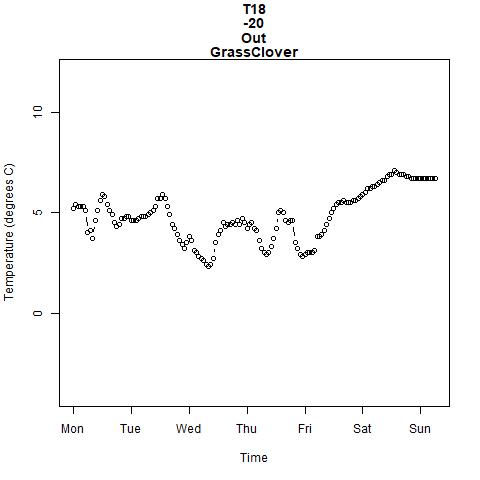 T18
-20
Out
GrassClover
Temperature (degrees C)
10
5
0
Mon Tue Wed Thu Fri Sat Sun
Time